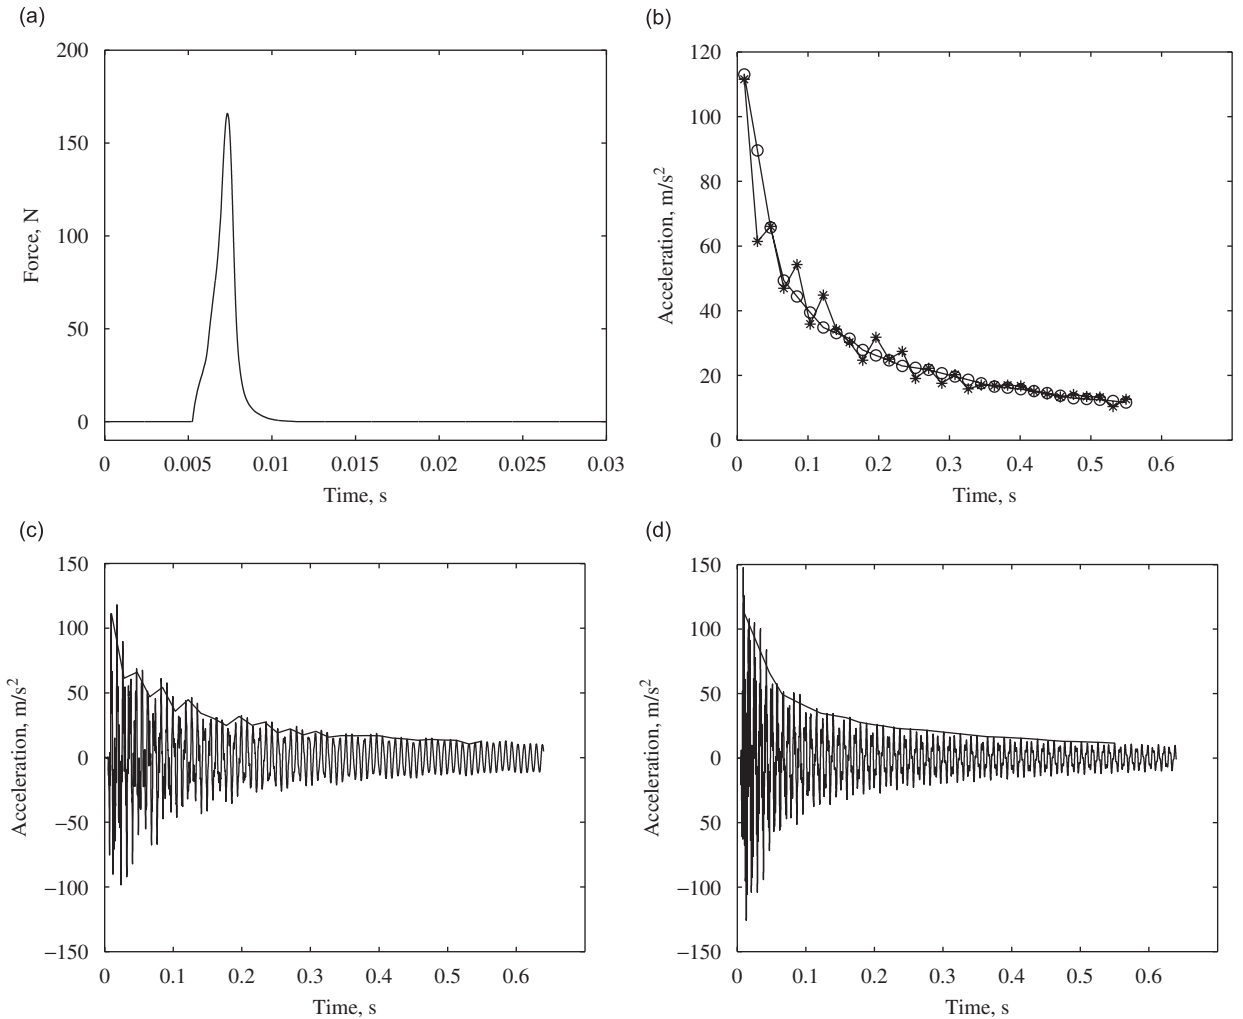 (a)
200
150
100
50
0
Force, N
0 0.005 0.01 0.015 0.02 0.025 0.03
Time, s
(b)
120
100
80
60
40
20
0
Acceleration, m/s²
0 0.1 0.2 0.3 0.4 0.5 0.6
Time, s
(c)
150
100
50
0
−50
−100
−150
Acceleration, m/s²
0 0.1 0.2 0.3 0.4 0.5 0.6
Time, s
(d)
150
100
50
0
50
−100
−150
Acceleration, m/s²
0 0.1 0.2 0.3 0.4 0.5 0.6
Time, s